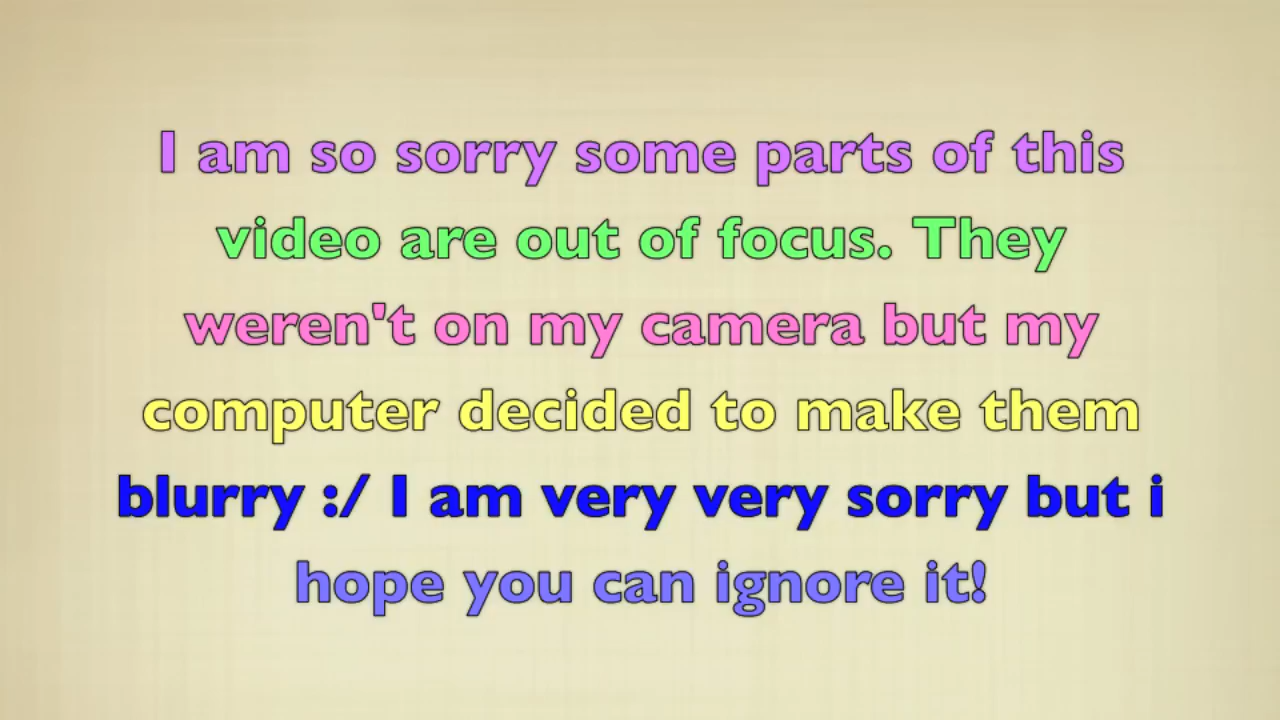 I am so sorry some parts of this
video are out of focus. They
weren't on my camera but my
computer decided to make them
blurry :/ I am very very sorry but i
hope you can ignore it!